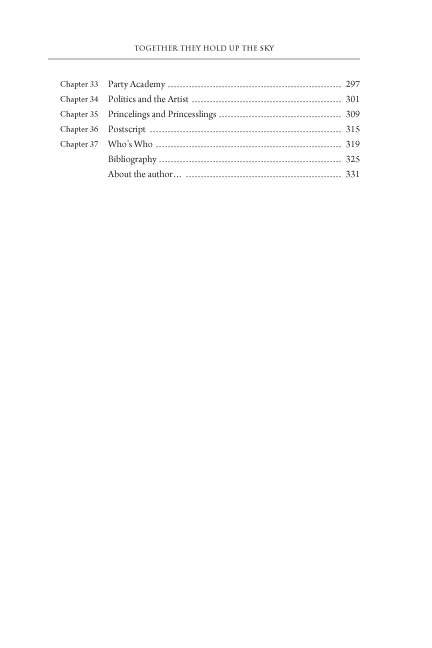 TOGETHER THEY HOLD UP THE SKY
Chapter 33 Party Academy 297
Chapter 34 Politics and the Artist 301
Chapter 35 Princelings and Princesslings 309
Chapter 36 Postscript 315
Chapter 37 Who's Who 319
Bibliography 325
About the author… 331